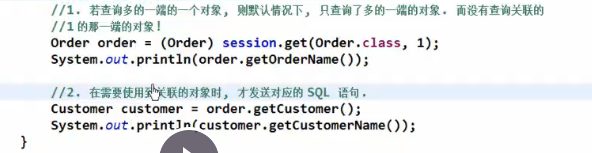 //1. 若查询多的一端的一个对象, 则默认情况下, 只查询了多的一端的对象. 而没有查询关联的
//1 的那一端的对象!
Order order = (Order) session.get(Order.class, 1);
System.out.println(order.getOrderName());
//2. 在需要使用到关联的对象时, 才发送对应的 SQL 语句.
Customer customer = order.getCustomer();
System.out.println(customer.getCustomerName());
}